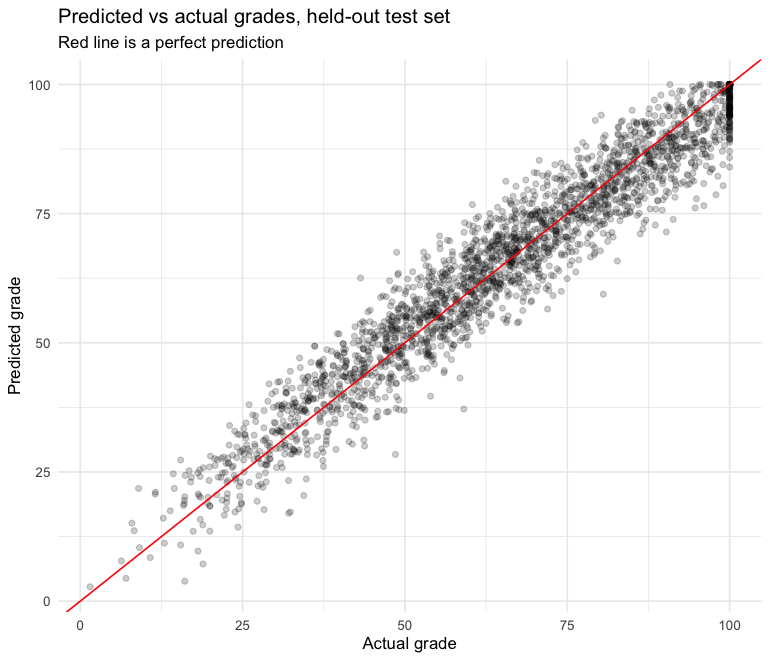 Predicted vs actual grades, held-out test set
Red line is a perfect prediction
Predicted grade
100
75
50
25
0
0 25 50 75 100
Actual grade